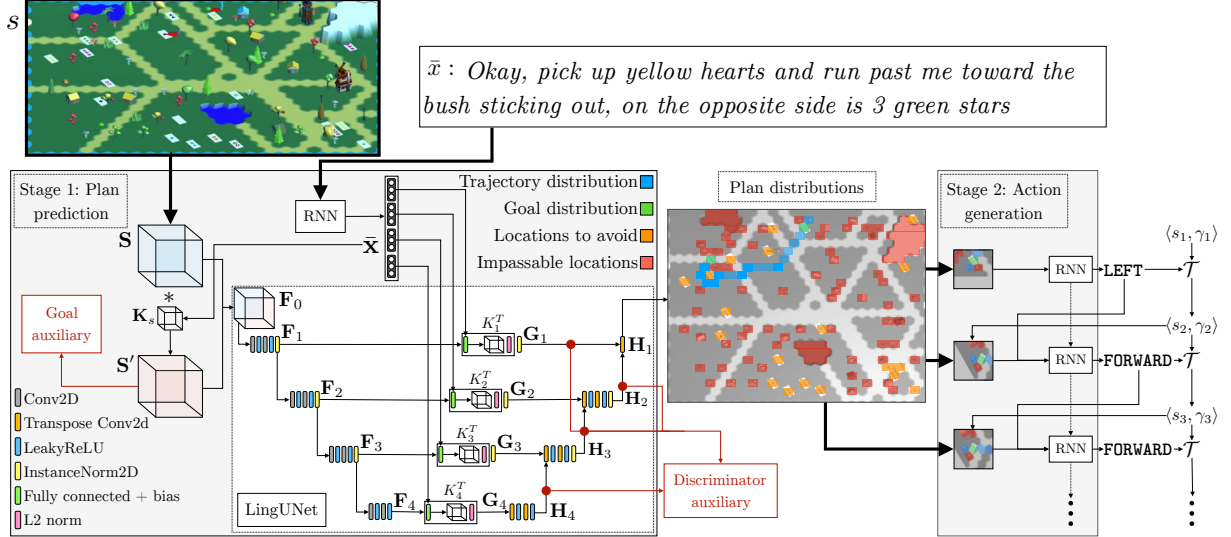 s
x̄ : Okay, pick up yellow hearts and run past me toward the
bush sticking out, on the opposite side is 3 green stars
Stage 1: Plan
prediction
RNN
x̄
Trajectory distribution
Goal distribution
Locations to avoid
Impassable locations
S
*
K_s
S′
Goal
auxiliary
F_0
F_1
K_1^T
G_1
H_1
F_2
K_2^T
G_2
H_2
F_3
K_3^T
G_3
H_3
F_4
K_4^T
G_4
H_4
Conv2D
Transpose Conv2d
LeakyReLU
InstanceNorm2D
Fully connected + bias
L2 norm
LingUNet
Discriminator
auxiliary
Plan distributions
Stage 2: Action
generation
⟨s_1, γ_1⟩
RNN
LEFT
𝒯
⟨s_2, γ_2⟩
RNN
FORWARD
𝒯
⟨s_3, γ_3⟩
RNN
FORWARD
𝒯